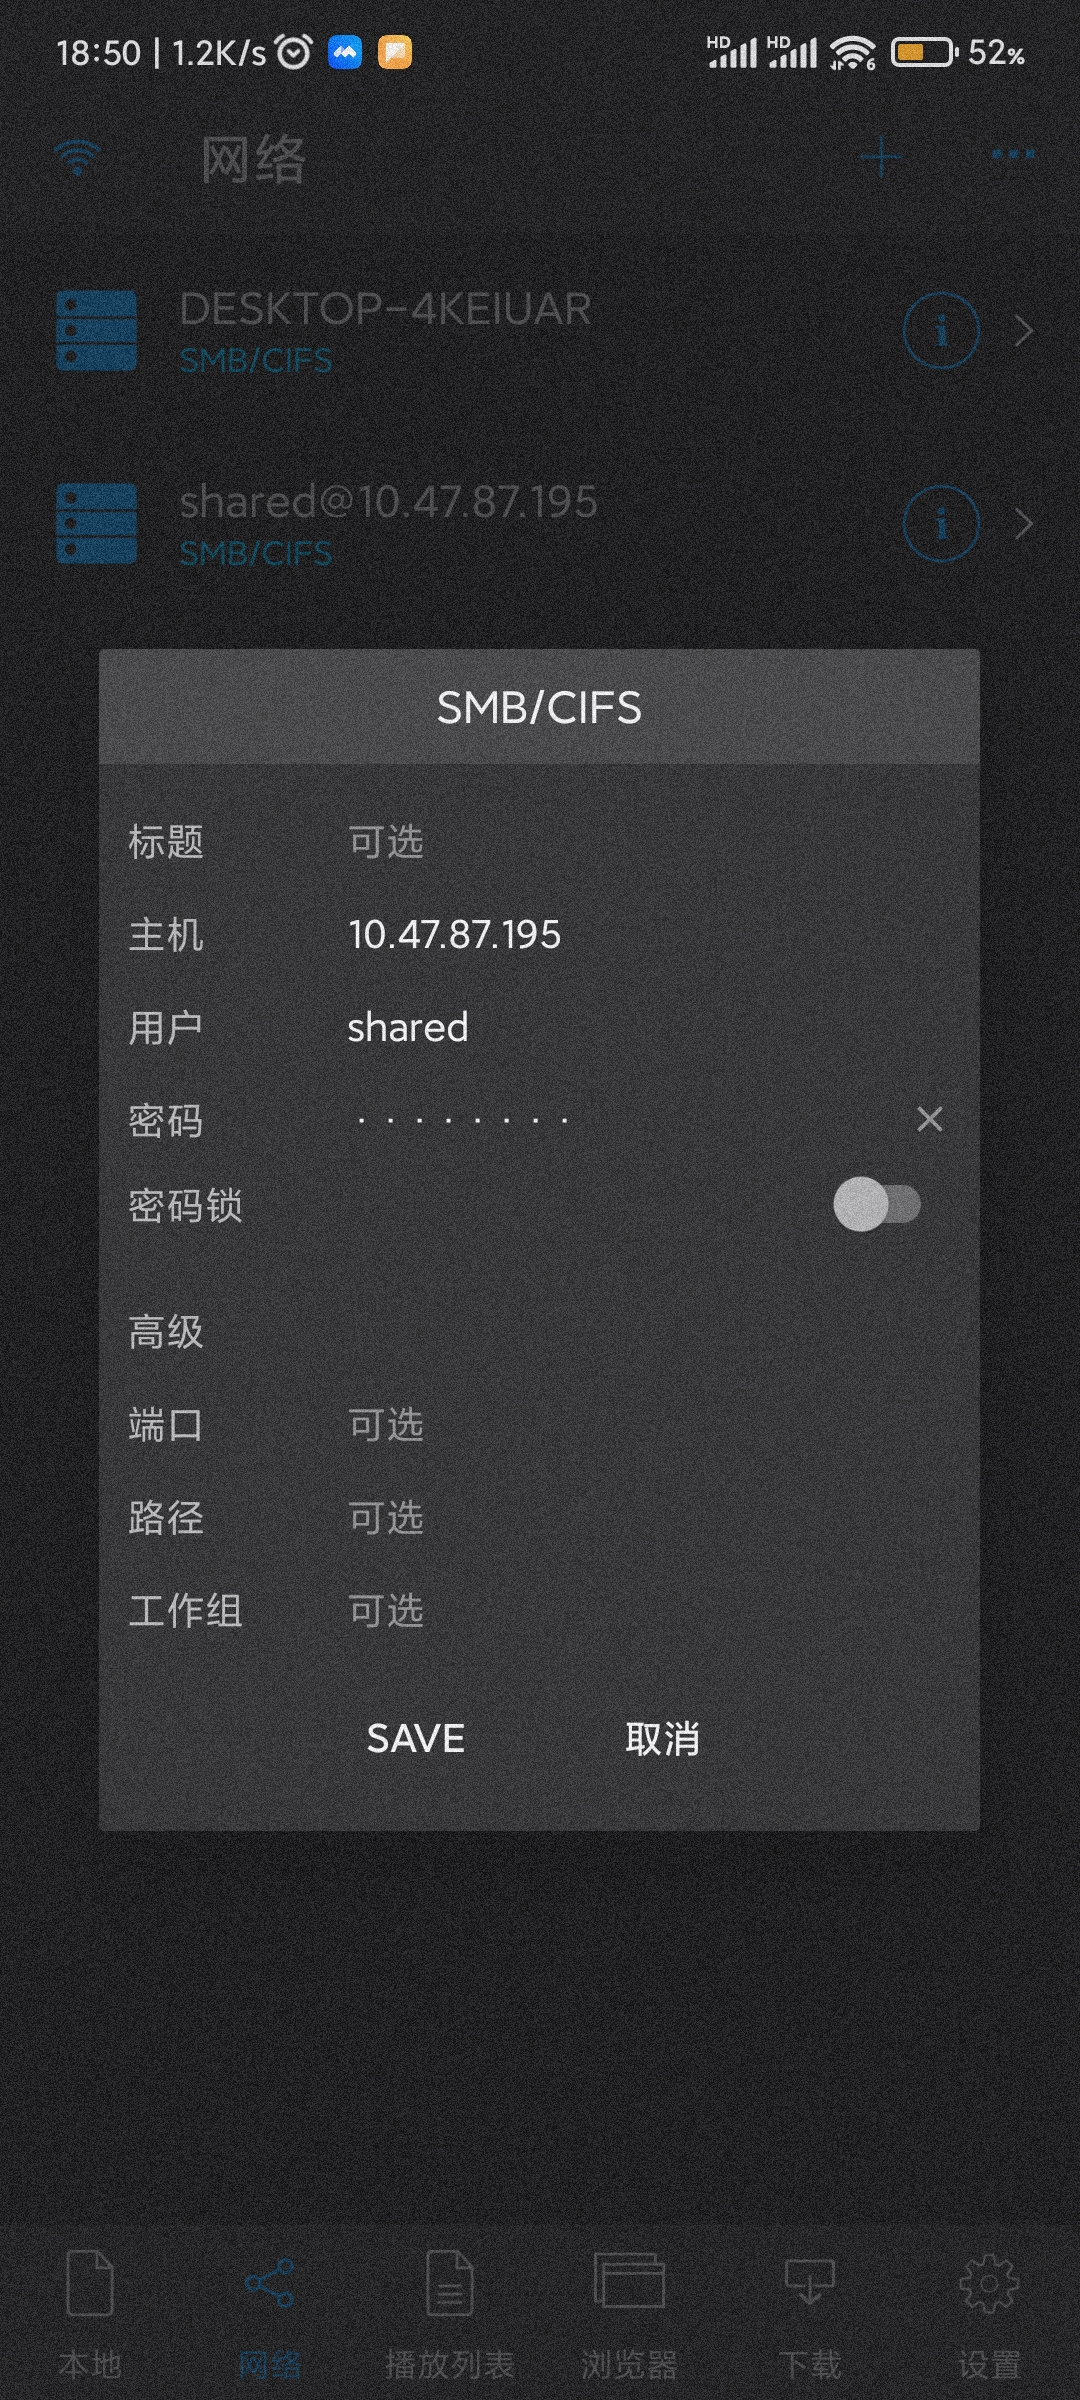 18:50 | 1.2K/s HD HD 6 52%
网络
DESKTOP-4KEIUAR
SMB/CIFS
shared@10.47.87.195
SMB/CIFS
SMB/CIFS
标题 可选
主机 10.47.87.195
用户 shared
密码 ········
密码锁
高级
端口 可选
路径 可选
工作组 可选
SAVE 取消
本地 网络 播放列表 浏览器 下载 设置